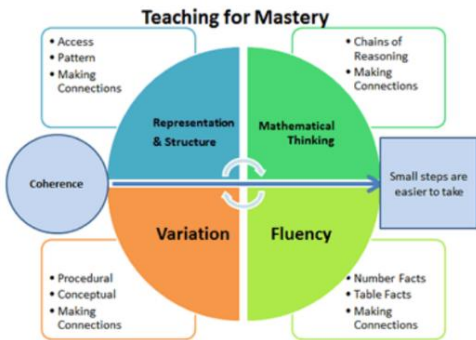 Teaching for Mastery
• Access
• Pattern
• Making
Connections
• Chains of
Reasoning
• Making
Connections
Representation
& Structure
Mathematical
Thinking
Coherence
Small steps are
easier to take
Variation
Fluency
• Procedural
• Conceptual
• Making
Connections
• Number Facts
• Table Facts
• Making
Connections